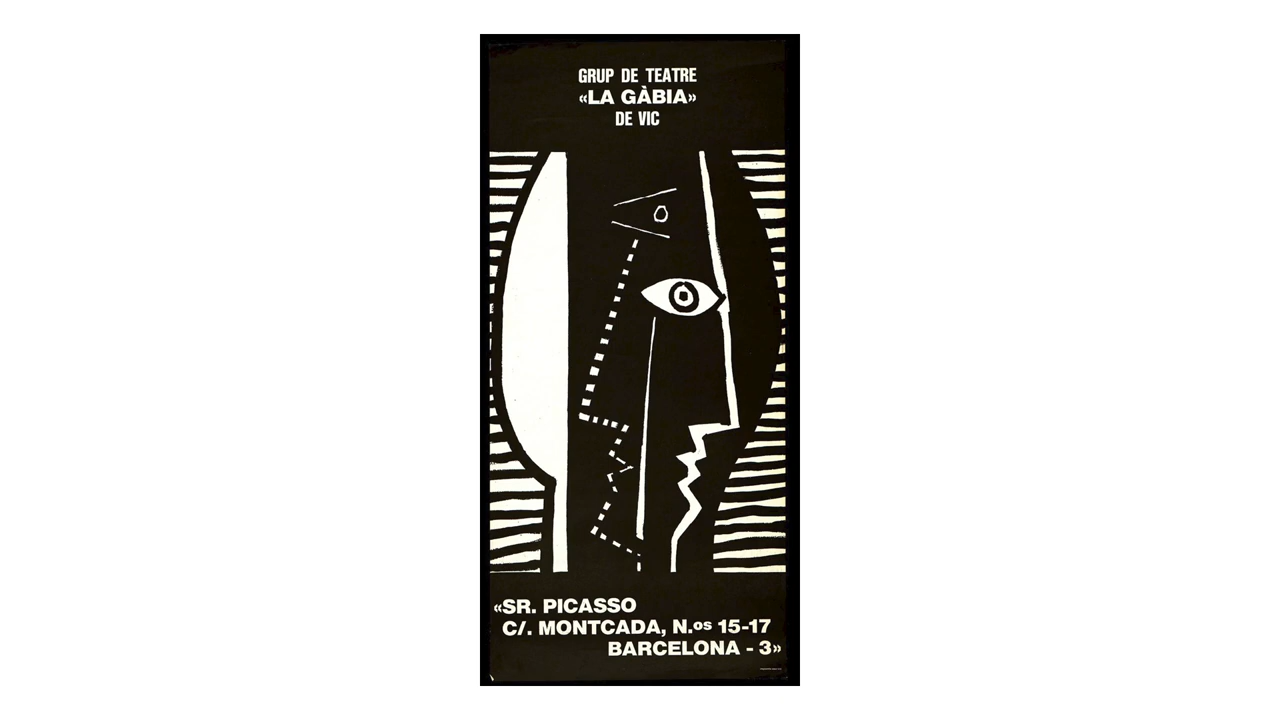 GRUP DE TEATRE
«LA GÀBIA»
DE VIC
«SR. PICASSO
C/. MONTCADA, N.os 15-17
BARCELONA - 3»